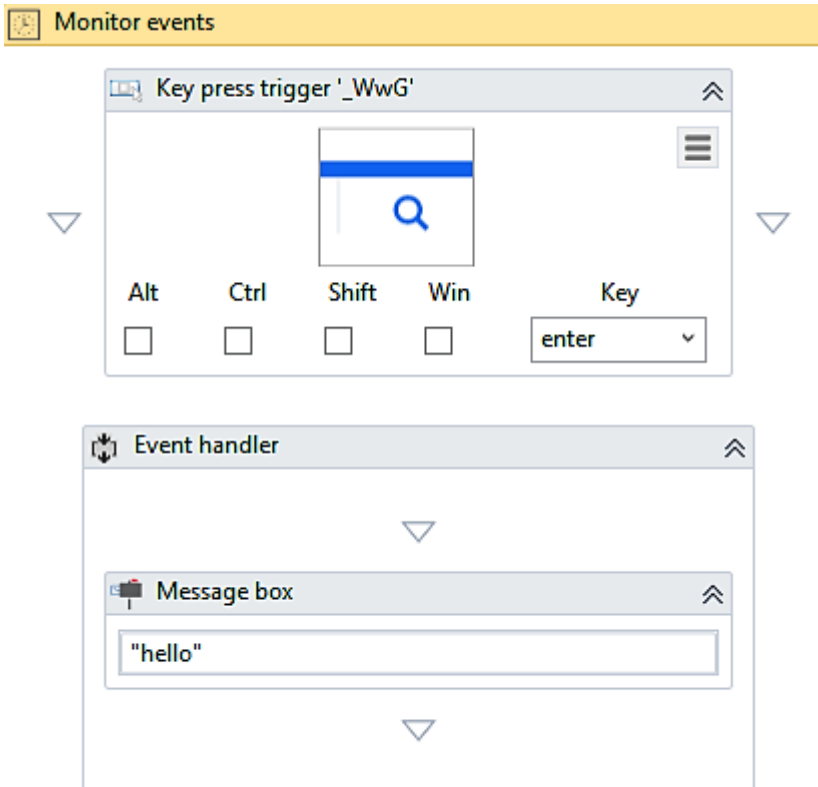 Monitor events
Key press trigger '_WwG'
Alt Ctrl Shift Win Key
enter
Event handler
Message box
"hello"